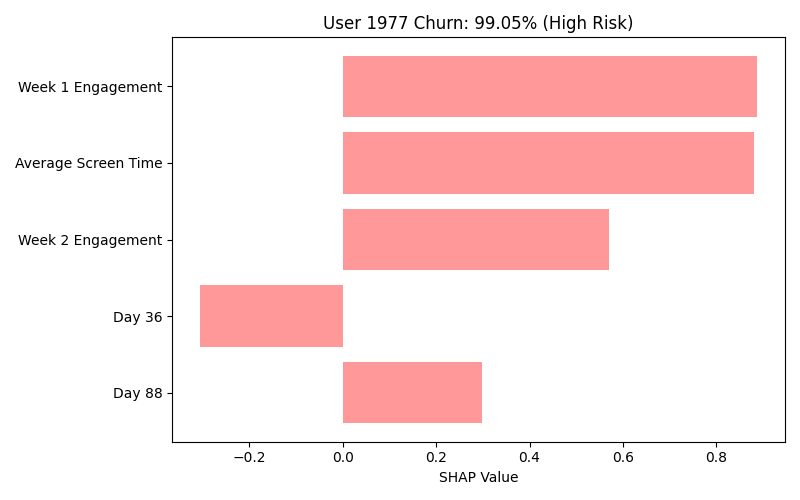 User 1977 Churn: 99.05% (High Risk)
Week 1 Engagement
Average Screen Time
Week 2 Engagement
Day 36
Day 88
−0.2 0.0 0.2 0.4 0.6 0.8
SHAP Value